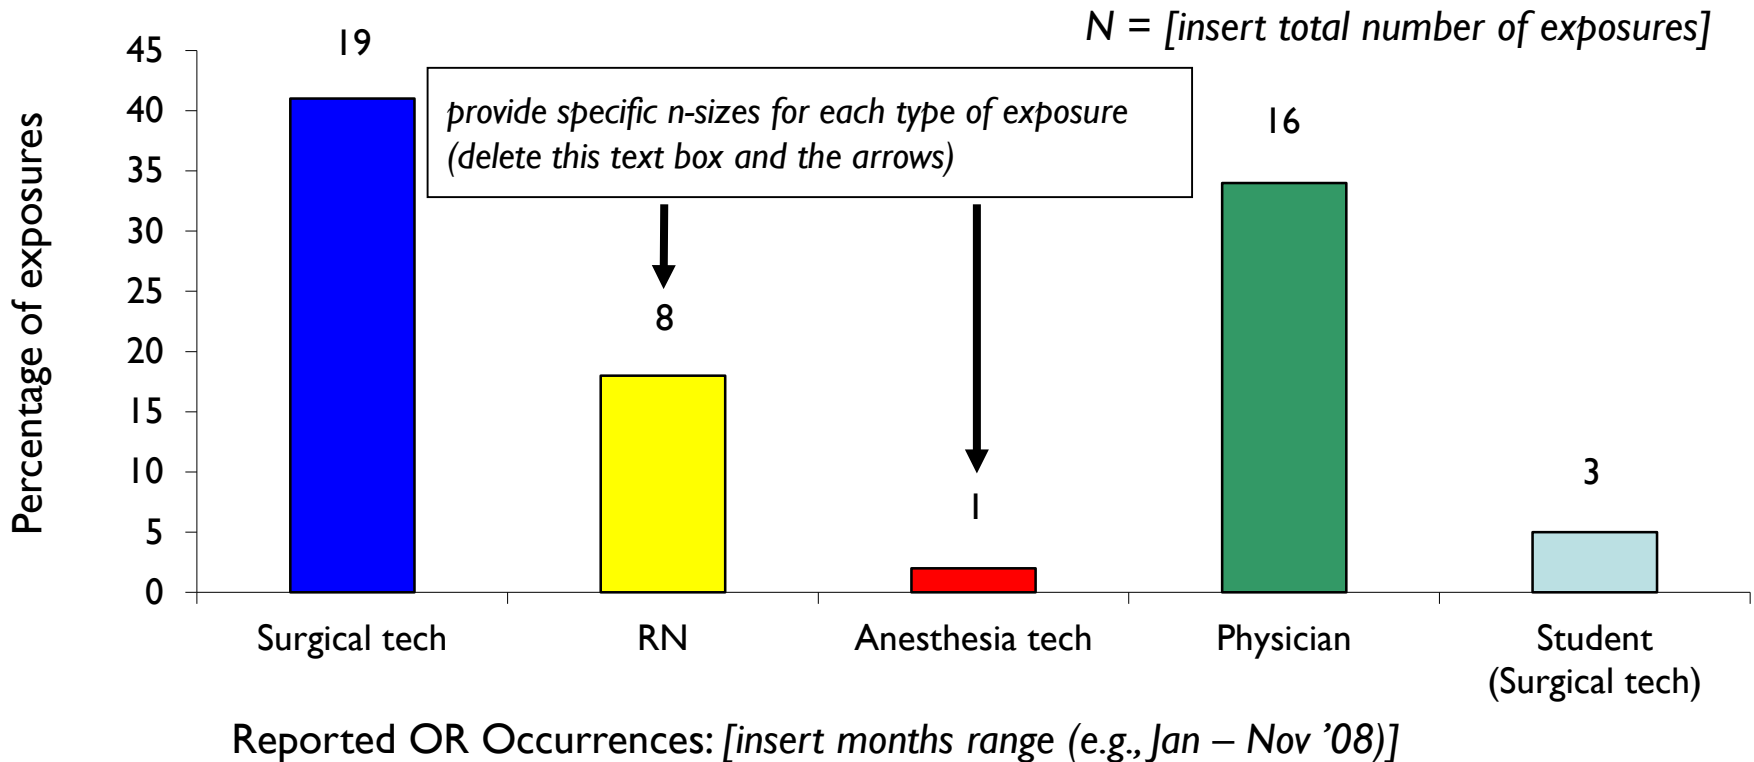 N = [insert total number of exposures]
Percentage of exposures
45
40
35
30
25
20
15
10
5
0
19
provide specific n-sizes for each type of exposure
(delete this text box and the arrows)
8
1
16
3
Surgical tech
RN
Anesthesia tech
Physician
Student
(Surgical tech)
Reported OR Occurrences: [insert months range (e.g., Jan – Nov ’08)]